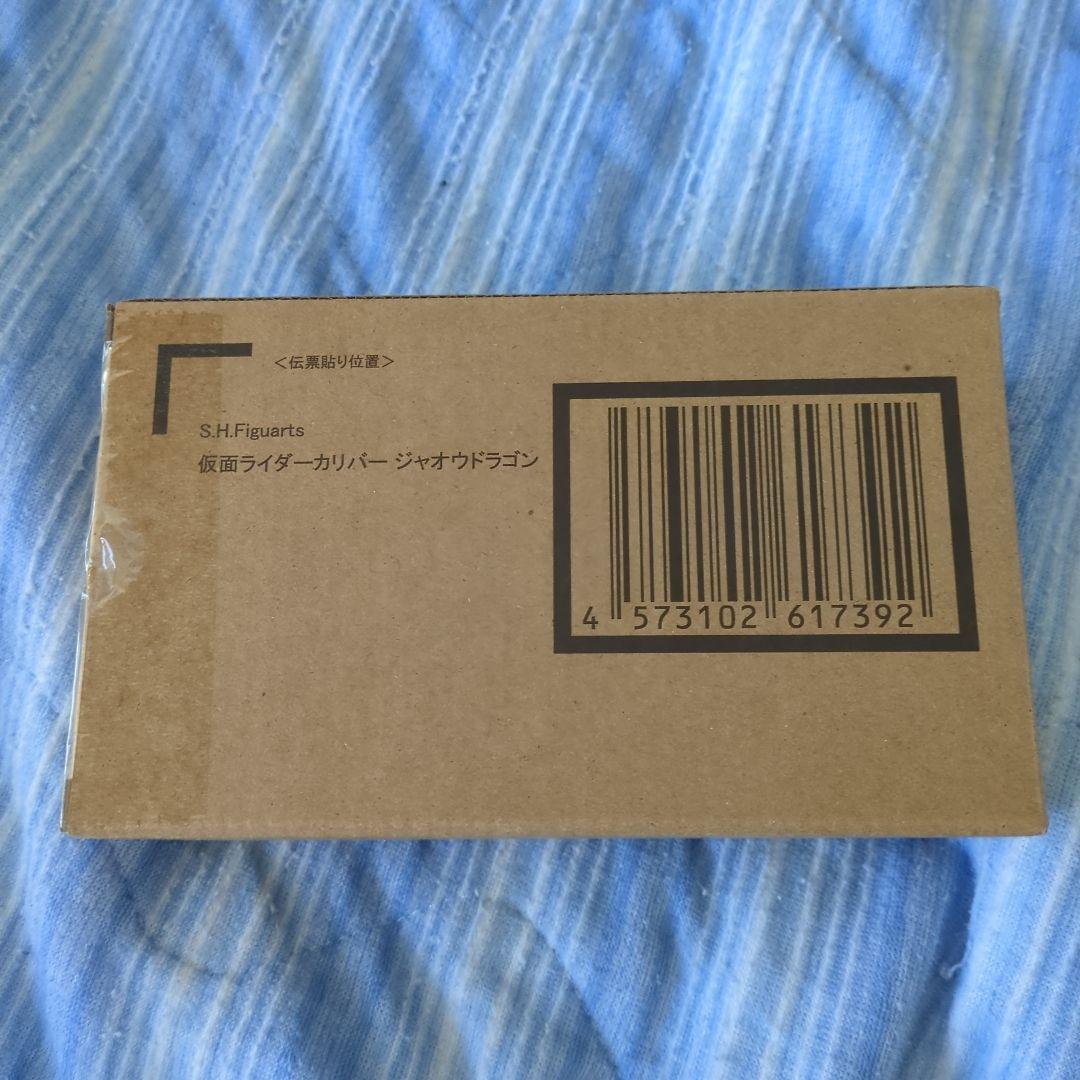 ＜伝票貼り位置＞
S.H.Figuarts
仮面ライダーカリバー ジャオウドラゴン
4 573102 617392